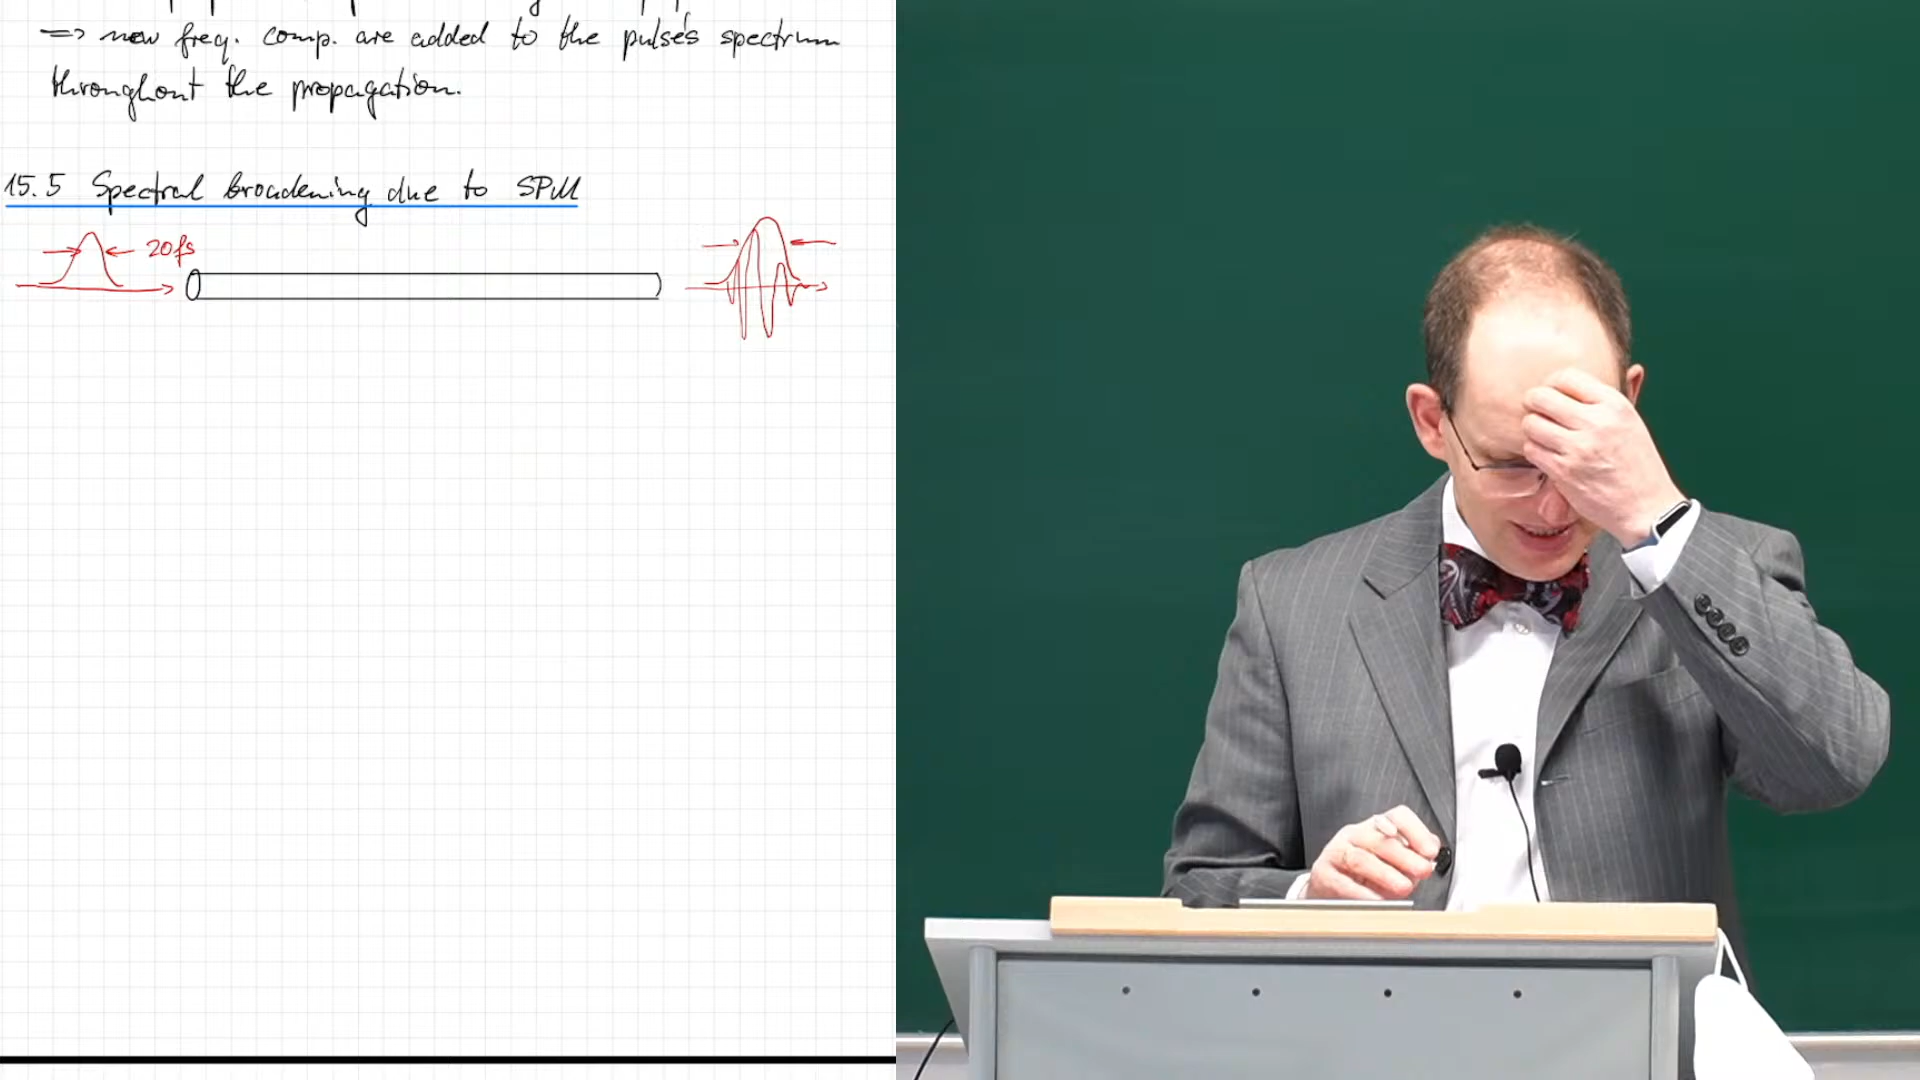 => new freq. comp. are added to the pulse's spectrum
throughout the propagation.
15.5 Spectral broadening due to SPM
20fs